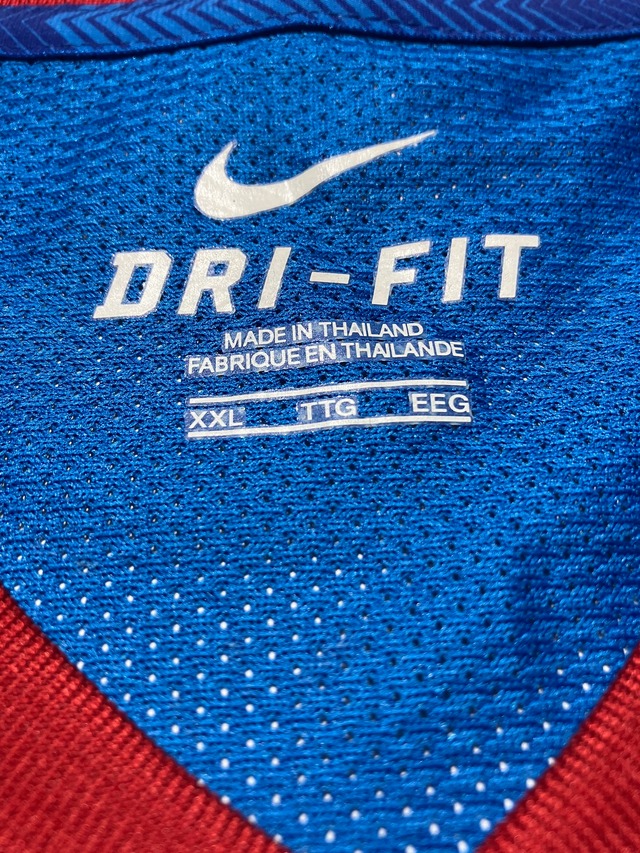 DRI-FIT
MADE IN THAILAND
FABRIQUE EN THAILANDE
XXL TTG EEG